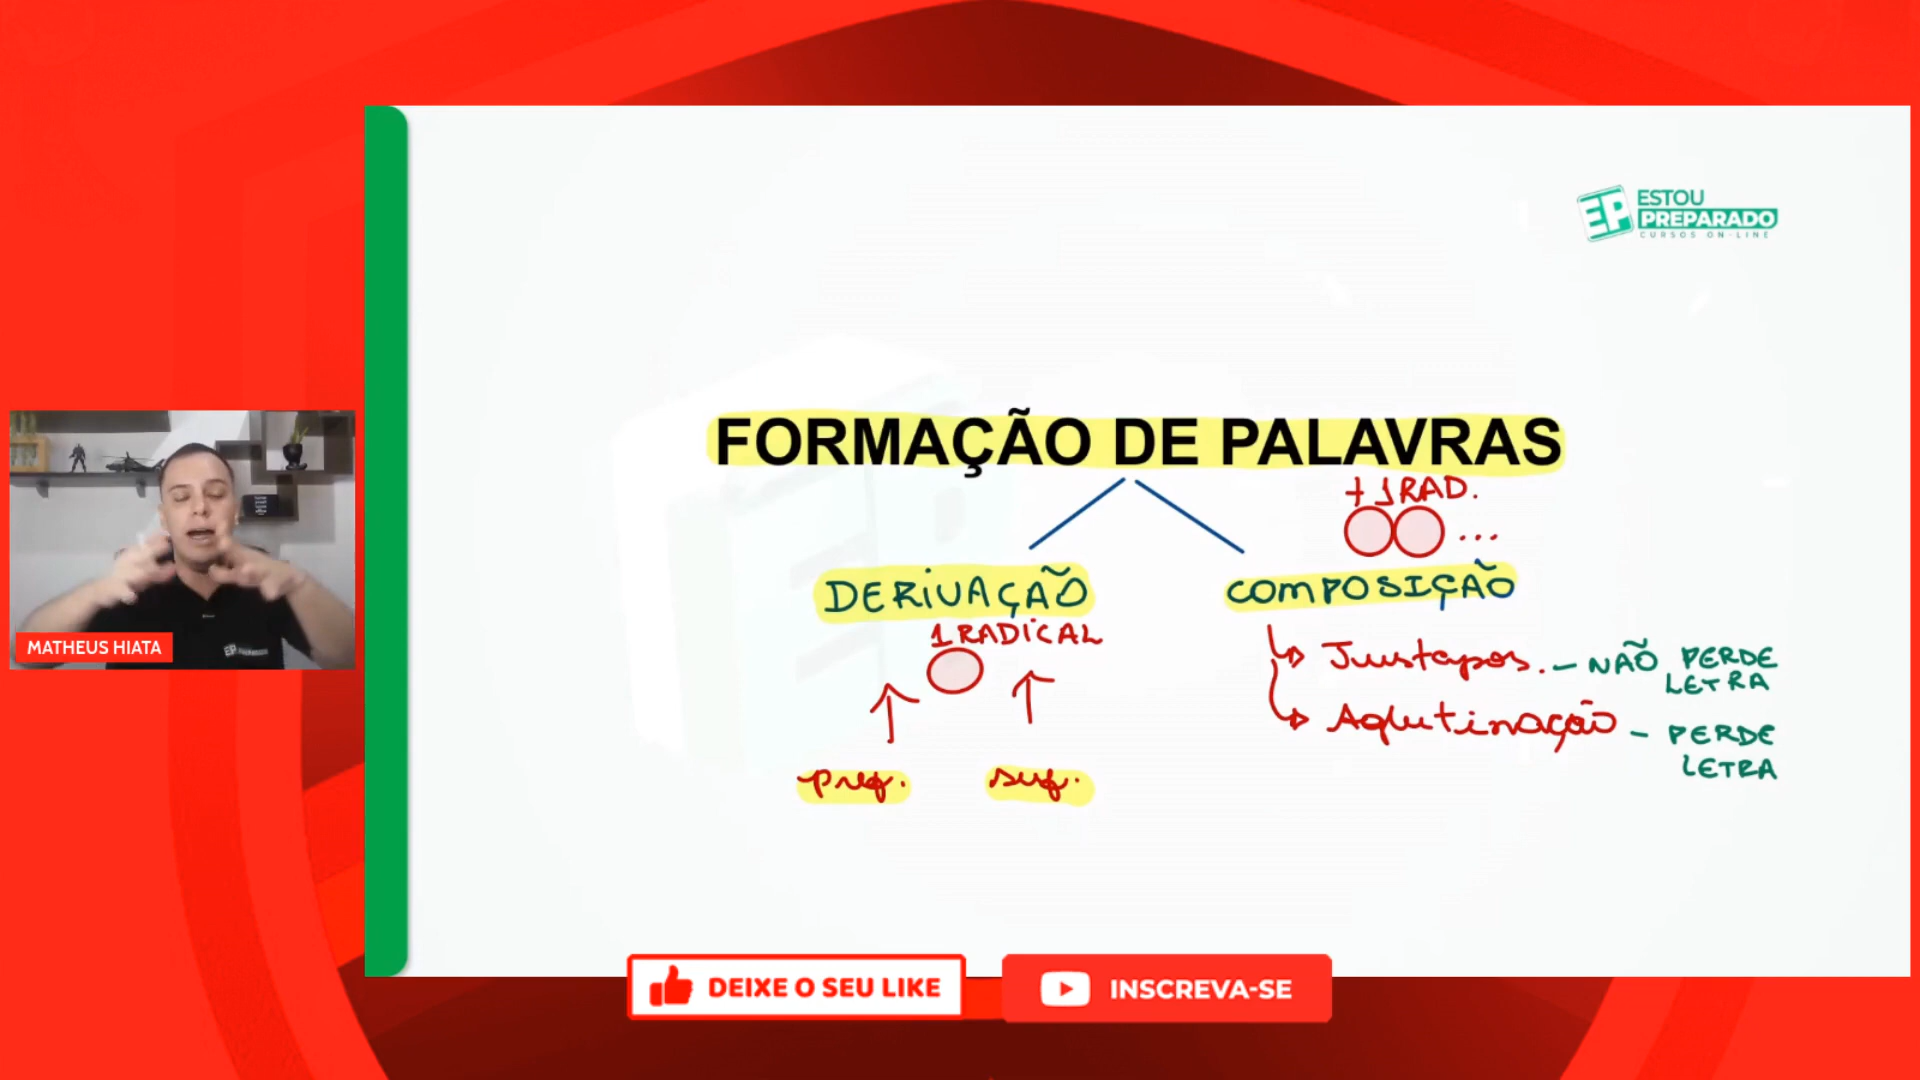 ESTOU
PREPARADO
CURSOS ON-LINE
FORMAÇÃO DE PALAVRAS
+ 1 RAD.
...
DERIVAÇÃO
COMPOSIÇÃO
1 RADICAL
Justapos. - NÃO PERDE
LETRA
Aglutinação - PERDE
LETRA
pref.
suf.
MATHEUS HIATA
DEIXE O SEU LIKE
INSCREVA-SE